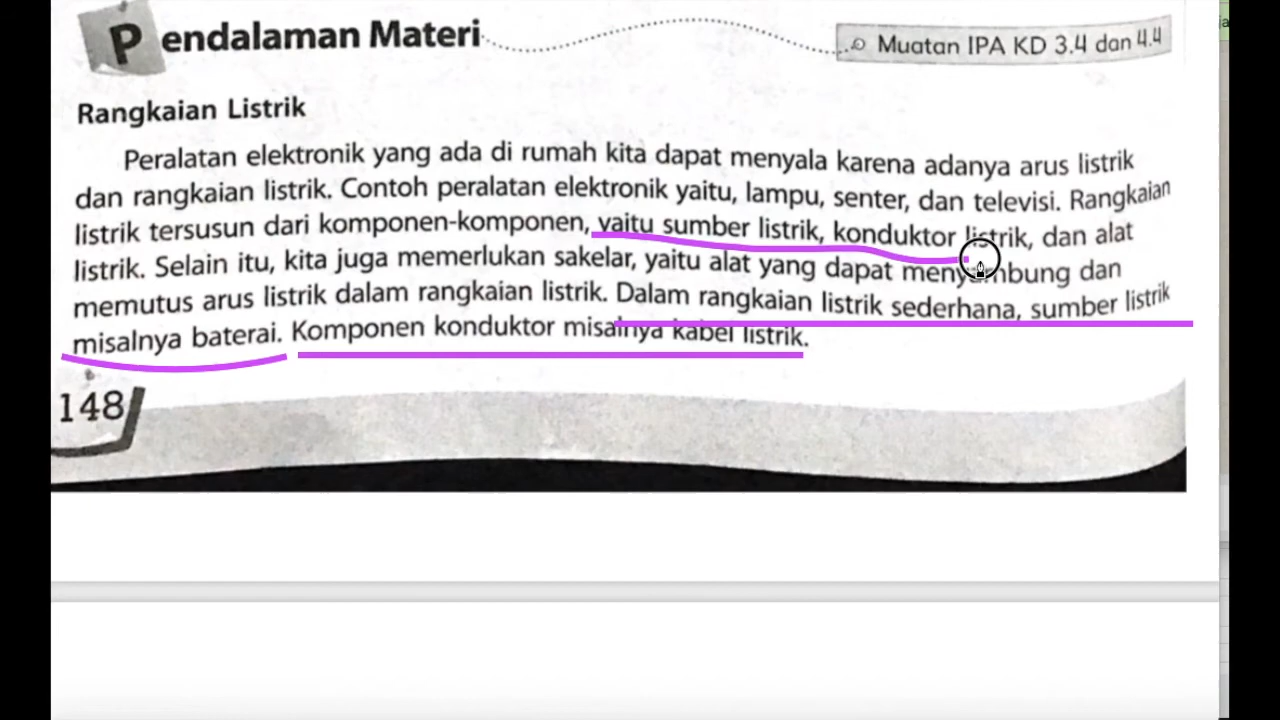 Pendalaman Materi
Muatan IPA KD 3.4 dan 4.4
Rangkaian Listrik
Peralatan elektronik yang ada di rumah kita dapat menyala karena adanya arus listrik
dan rangkaian listrik. Contoh peralatan elektronik yaitu, lampu, senter, dan televisi. Rangkaian
listrik tersusun dari komponen-komponen, yaitu sumber listrik, konduktor listrik, dan alat
listrik. Selain itu, kita juga memerlukan sakelar, yaitu alat yang dapat menyambung dan
memutus arus listrik dalam rangkaian listrik. Dalam rangkaian listrik sederhana, sumber listrik
misalnya baterai. Komponen konduktor misalnya kabel listrik.
148